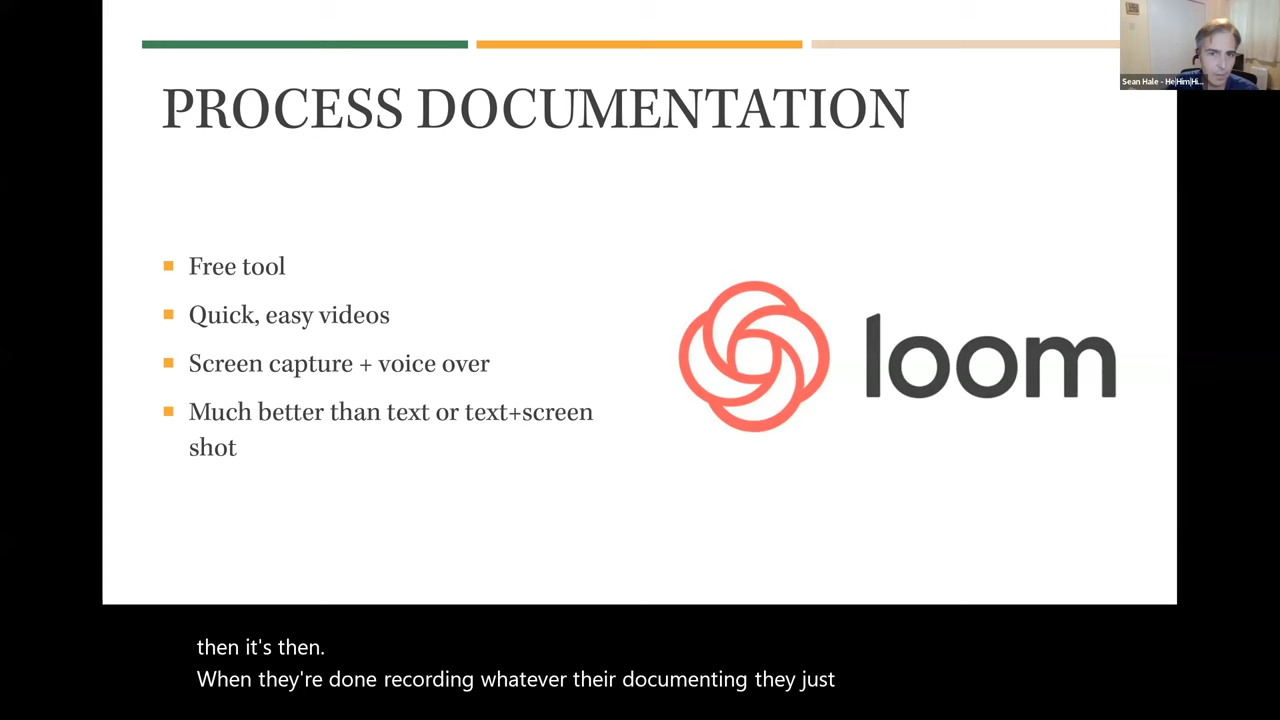 Sean Hale - He|Him|Hi...
PROCESS DOCUMENTATION
Free tool
Quick, easy videos
Screen capture + voice over
Much better than text or text+screen
shot
loom
then it's then.
When they're done recording whatever their documenting they just